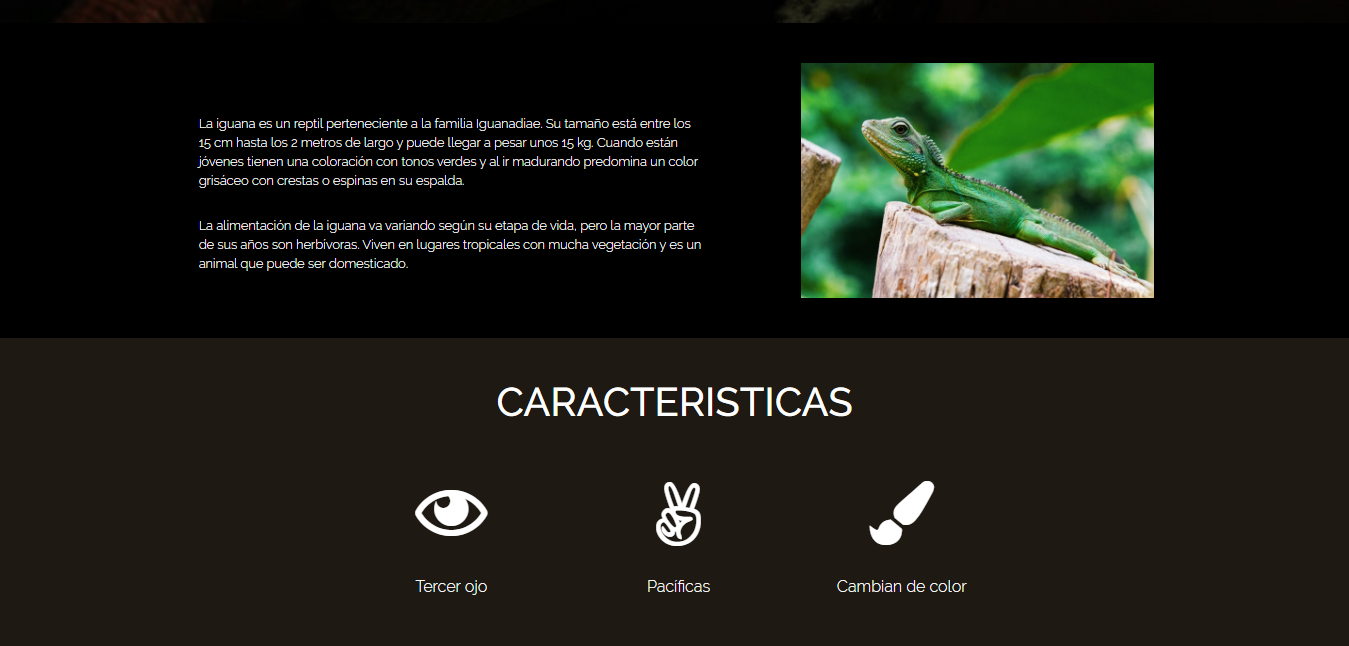 La iguana es un reptil perteneciente a la familia Iguanadiae. Su tamaño está entre los
15 cm hasta los 2 metros de largo y puede llegar a pesar unos 15 kg. Cuando están
jóvenes tienen una coloración con tonos verdes y al ir madurando predomina un color
grisáceo con crestas o espinas en su espalda.
La alimentación de la iguana va variando según su etapa de vida, pero la mayor parte
de sus años son herbivoras. Viven en lugares tropicales con mucha vegetación y es un
animal que puede ser domesticado.
CARACTERISTICAS
Tercer ojo
Pacíficas
Cambian de color